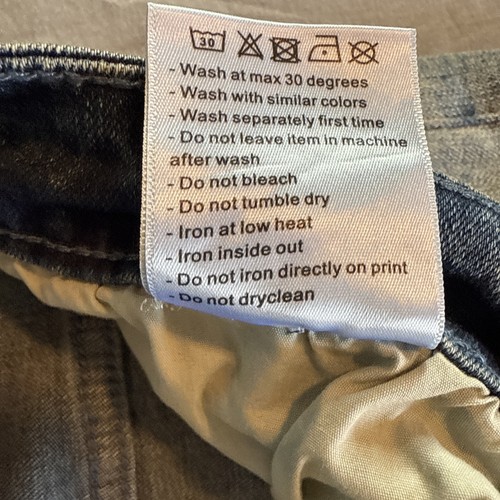 30
- Wash at max 30 degrees
- Wash with similar colors
- Wash separately first time
- Do not leave item in machine
after wash
- Do not bleach
- Do not tumble dry
- Iron at low heat
- Iron inside out
- Do not iron directly on print
- Do not dryclean